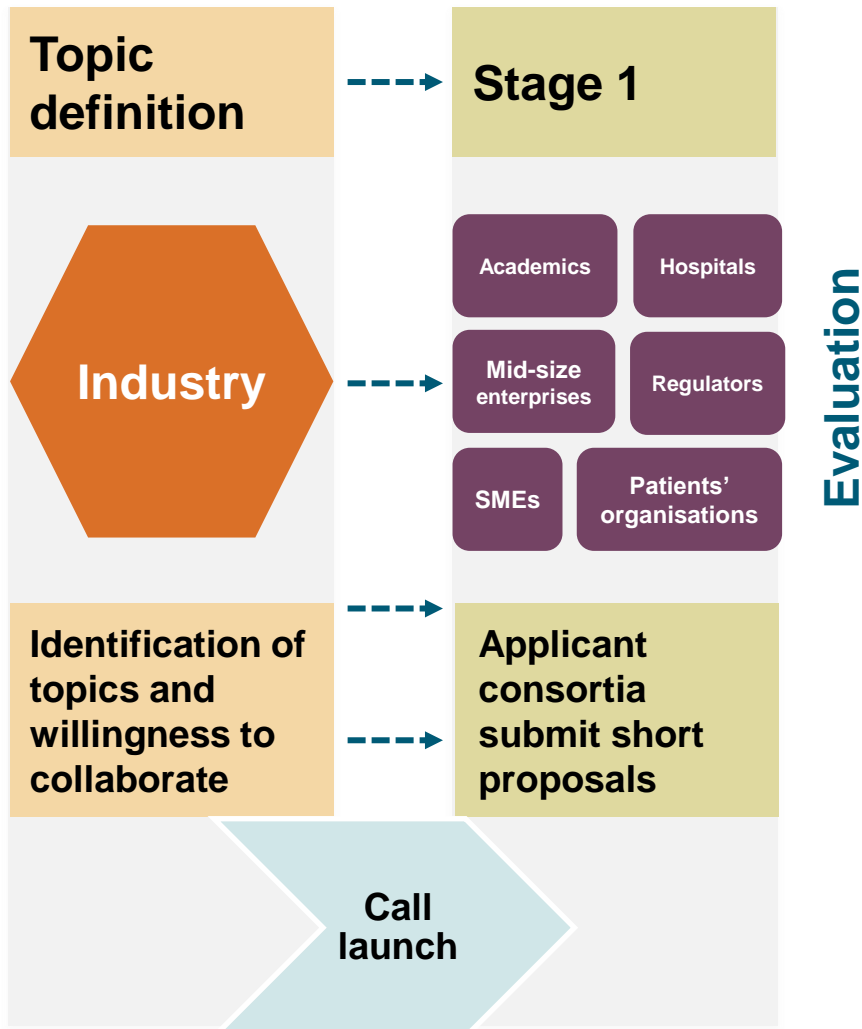 Topic
definition
Stage 1
Industry
Academics
Hospitals
Mid-size
enterprises
Regulators
SMEs
Patients’
organisations
Evaluation
Identification of
topics and
willingness to
collaborate
Applicant
consortia
submit short
proposals
Call
launch